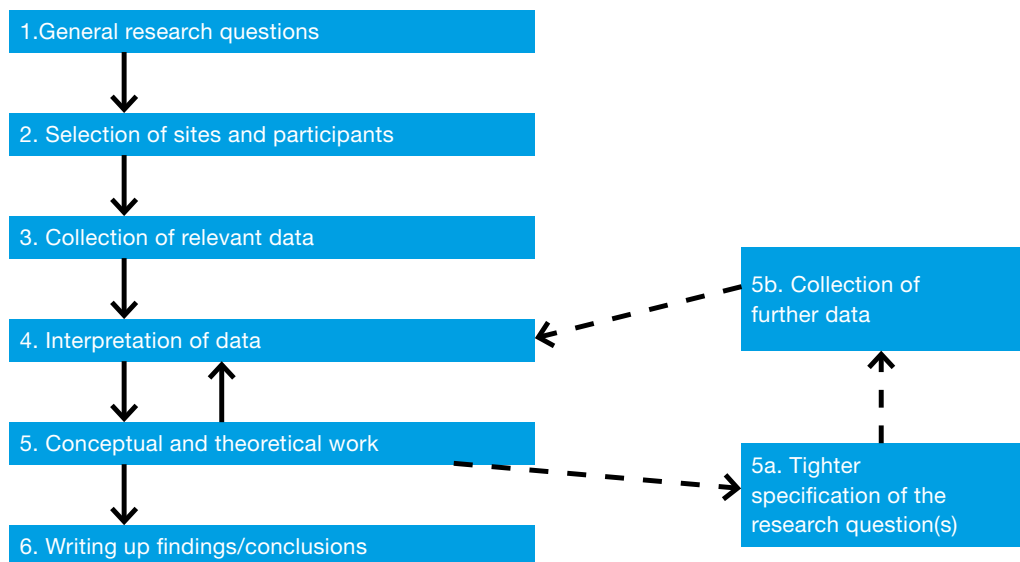 1.General research questions
2. Selection of sites and participants
3. Collection of relevant data
4. Interpretation of data
5. Conceptual and theoretical work
6. Writing up findings/conclusions
5b. Collection of
further data
5a. Tighter
specification of the
research question(s)